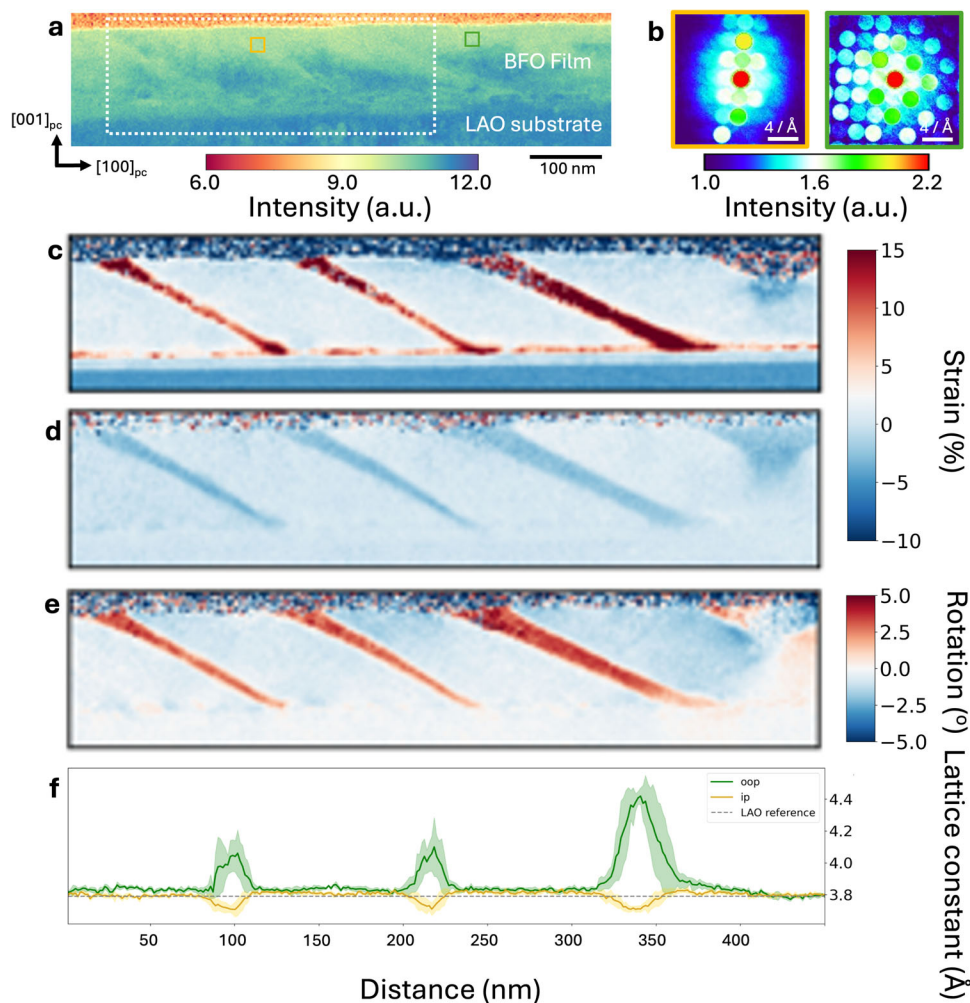 a
BFO Film
LAO substrate
[001]pc
[100]pc
100 nm
6.0 9.0 12.0
Intensity (a.u.)
b
4 / Å
4 / Å
1.0 1.6 2.2
Intensity (a.u.)
c
d
15
10
5
0
−5
−10
Strain (%)
e
5.0
2.5
0.0
−2.5
−5.0
Rotation (º)
f
oop
ip
LAO reference
4.4
4.2
4.0
3.8
Lattice constant (Å)
50 100 150 200 250 300 350 400
Distance (nm)